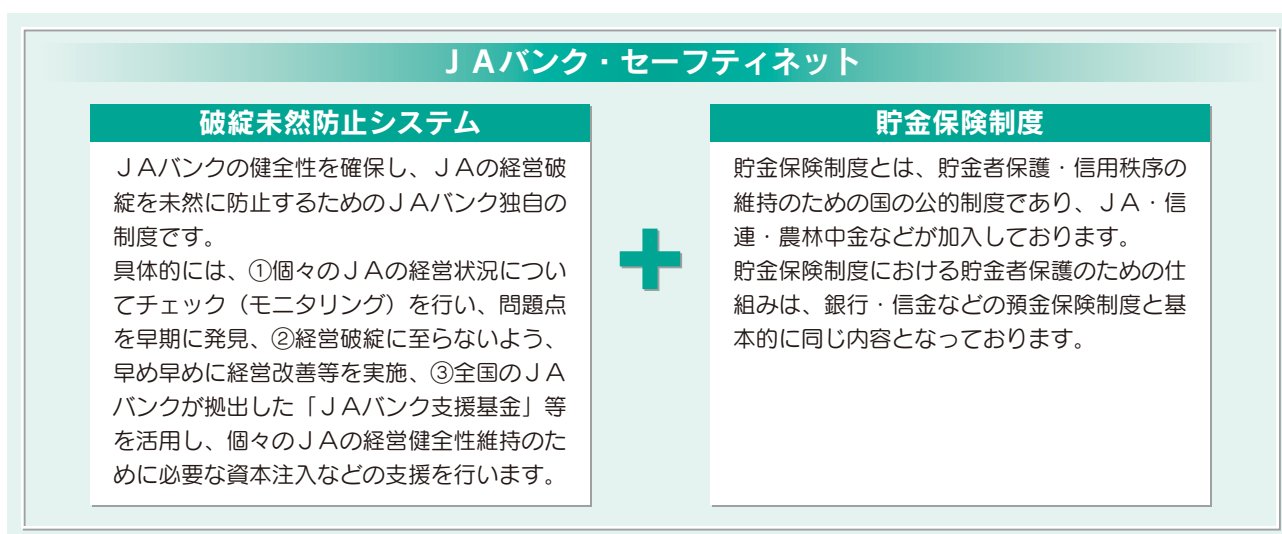 ＪＡバンク・セーフティネット
破綻未然防止システム
ＪＡバンクの健全性を確保し、ＪＡの経営破
綻を未然に防止するためのＪＡバンク独自の
制度です。
具体的には、①個々のＪＡの経営状況につい
てチェック（モニタリング）を行い、問題点
を早期に発見、②経営破綻に至らないよう、
早め早めに経営改善等を実施、③全国のＪＡ
バンクが拠出した「ＪＡバンク支援基金」等
を活用し、個々のＪＡの経営健全性維持のた
めに必要な資本注入などの支援を行います。
貯金保険制度
貯金保険制度とは、貯金者保護・信用秩序の
維持のための国の公的制度であり、ＪＡ・信
連・農林中金などが加入しております。
貯金保険制度における貯金者保護のための仕
組みは、銀行・信金などの預金保険制度と基
本的に同じ内容となっております。